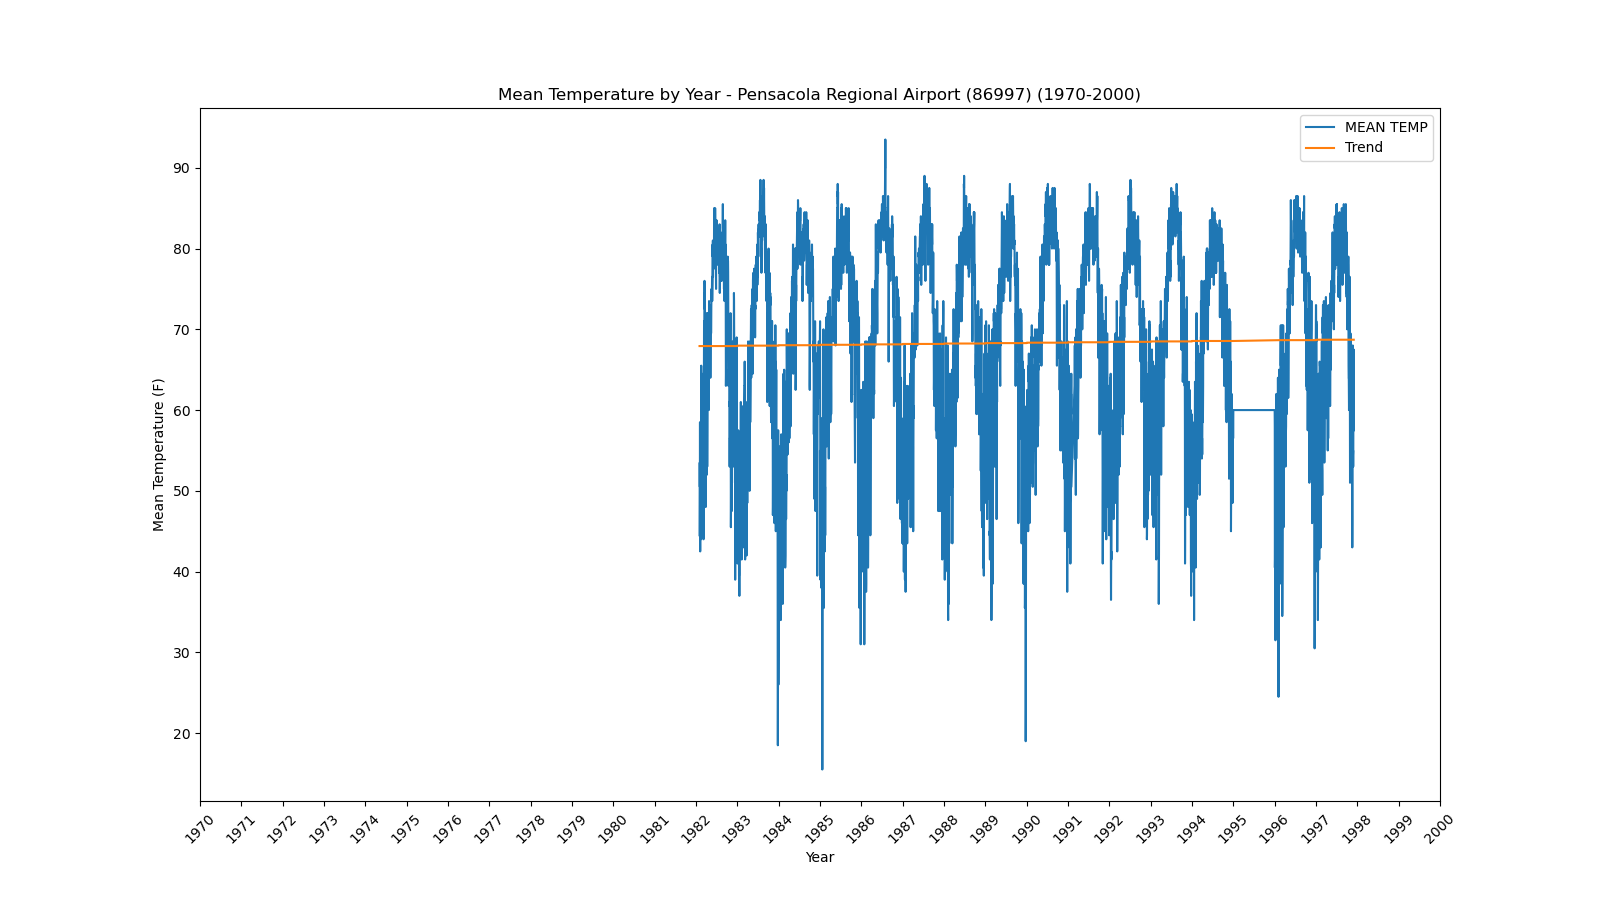 Mean Temperature by Year - Pensacola Regional Airport (86997) (1970-2000)
MEAN TEMP
Trend
Mean Temperature (F)
90
80
70
60
50
40
30
20
1970 1971 1972 1973 1974 1975 1976 1977 1978 1979 1980 1981 1982 1983 1984 1985 1986 1987 1988 1989 1990 1991 1992 1993 1994 1995 1996 1997 1998 1999 2000
Year